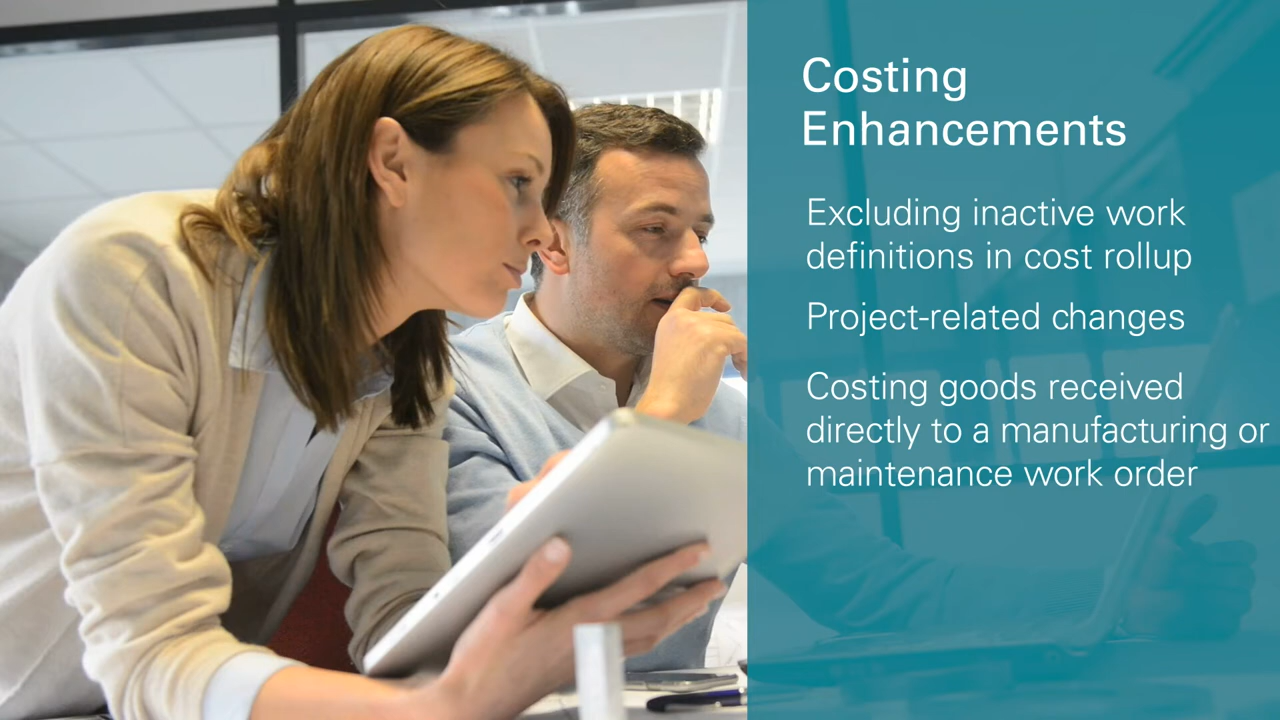 Costing
Enhancements
Excluding inactive work
definitions in cost rollup
Project-related changes
Costing goods received
directly to a manufacturing or
maintenance work order